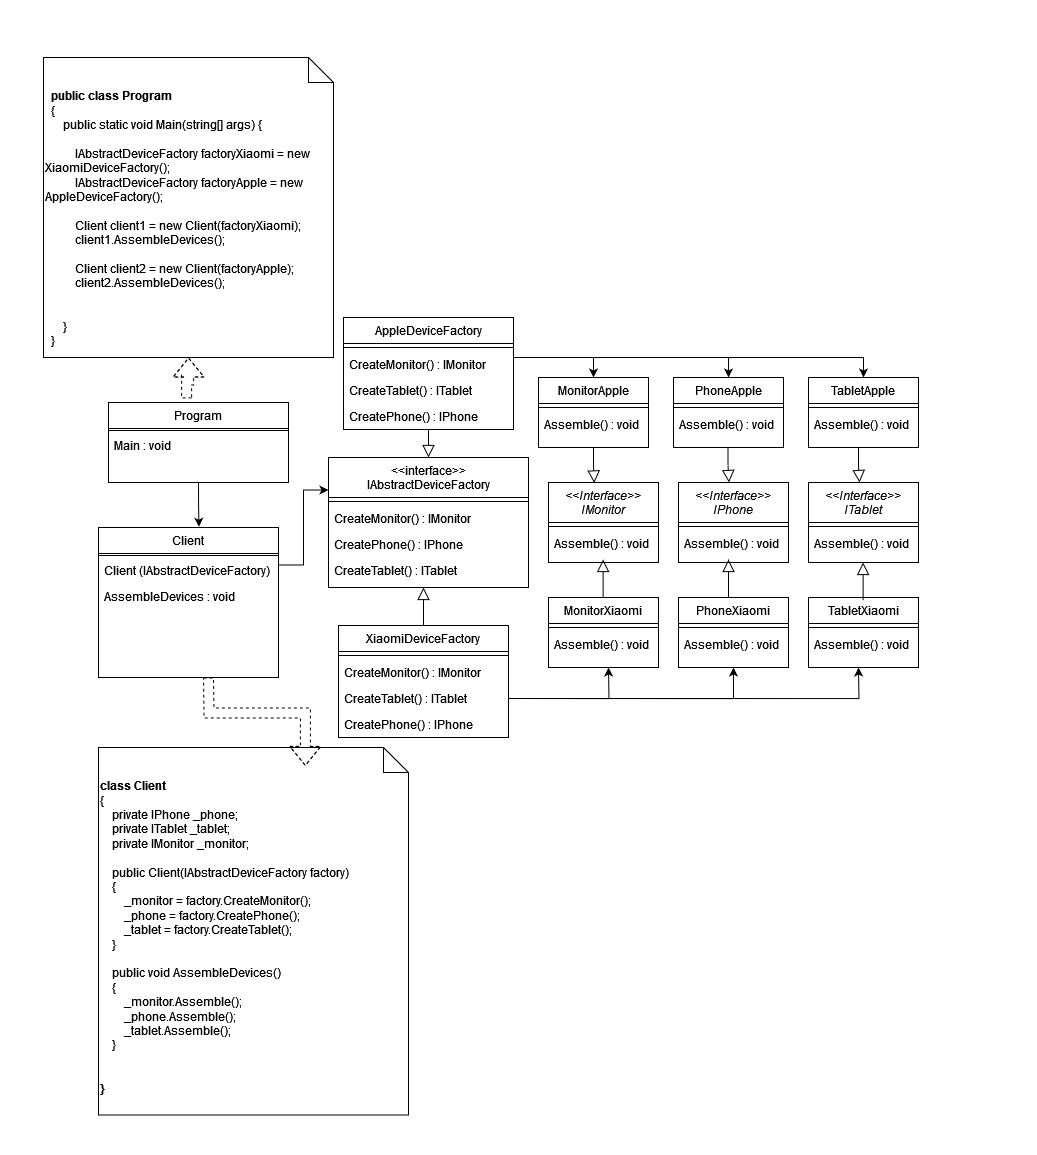 public class Program
{
public static void Main(string[] args) {
IAbstractDeviceFactory factoryXiaomi = new
XiaomiDeviceFactory();
IAbstractDeviceFactory factoryApple = new
AppleDeviceFactory();
Client client1 = new Client(factoryXiaomi);
client1.AssembleDevices();
Client client2 = new Client(factoryApple);
client2.AssembleDevices();
}
}
Program
Main : void
Client
Client (IAbstractDeviceFactory)
AssembleDevices : void
AppleDeviceFactory
CreateMonitor() : IMonitor
CreateTablet() : ITablet
CreatePhone() : IPhone
<<interface>>
IAbstractDeviceFactory
CreateMonitor() : IMonitor
CreatePhone() : IPhone
CreateTablet() : ITablet
XiaomiDeviceFactory
CreateMonitor() : IMonitor
CreateTablet() : ITablet
CreatePhone() : IPhone
MonitorApple
Assemble() : void
PhoneApple
Assemble() : void
TabletApple
Assemble() : void
<<Interface>>
IMonitor
Assemble() : void
<<Interface>>
IPhone
Assemble() : void
<<Interface>>
ITablet
Assemble() : void
MonitorXiaomi
Assemble() : void
PhoneXiaomi
Assemble() : void
TabletXiaomi
Assemble() : void
class Client
{
private IPhone _phone;
private ITablet _tablet;
private IMonitor _monitor;
public Client(IAbstractDeviceFactory factory)
{
_monitor = factory.CreateMonitor();
_phone = factory.CreatePhone();
_tablet = factory.CreateTablet();
}
public void AssembleDevices()
{
_monitor.Assemble();
_phone.Assemble();
_tablet.Assemble();
}
}